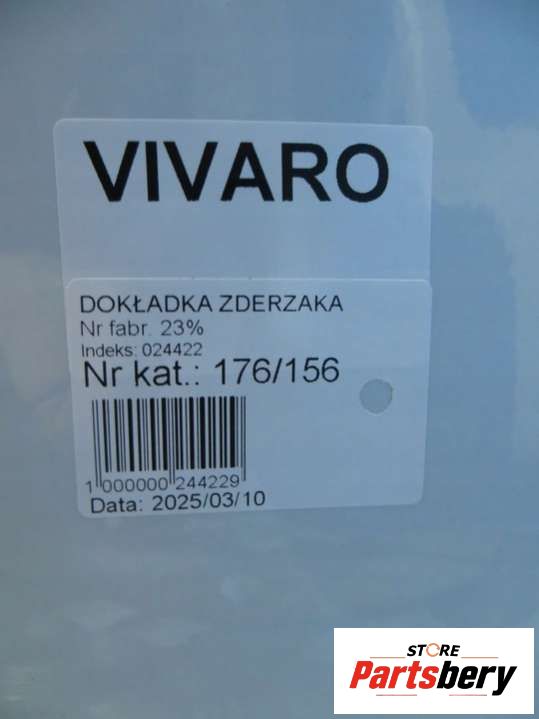 VIVARO
DOKŁADKA ZDERZAKA
Nr fabr. 23%
Indeks: 024422
Nr kat.: 176/156
1 000000 244229
Data: 2025/03/10
STORE
Partsbery